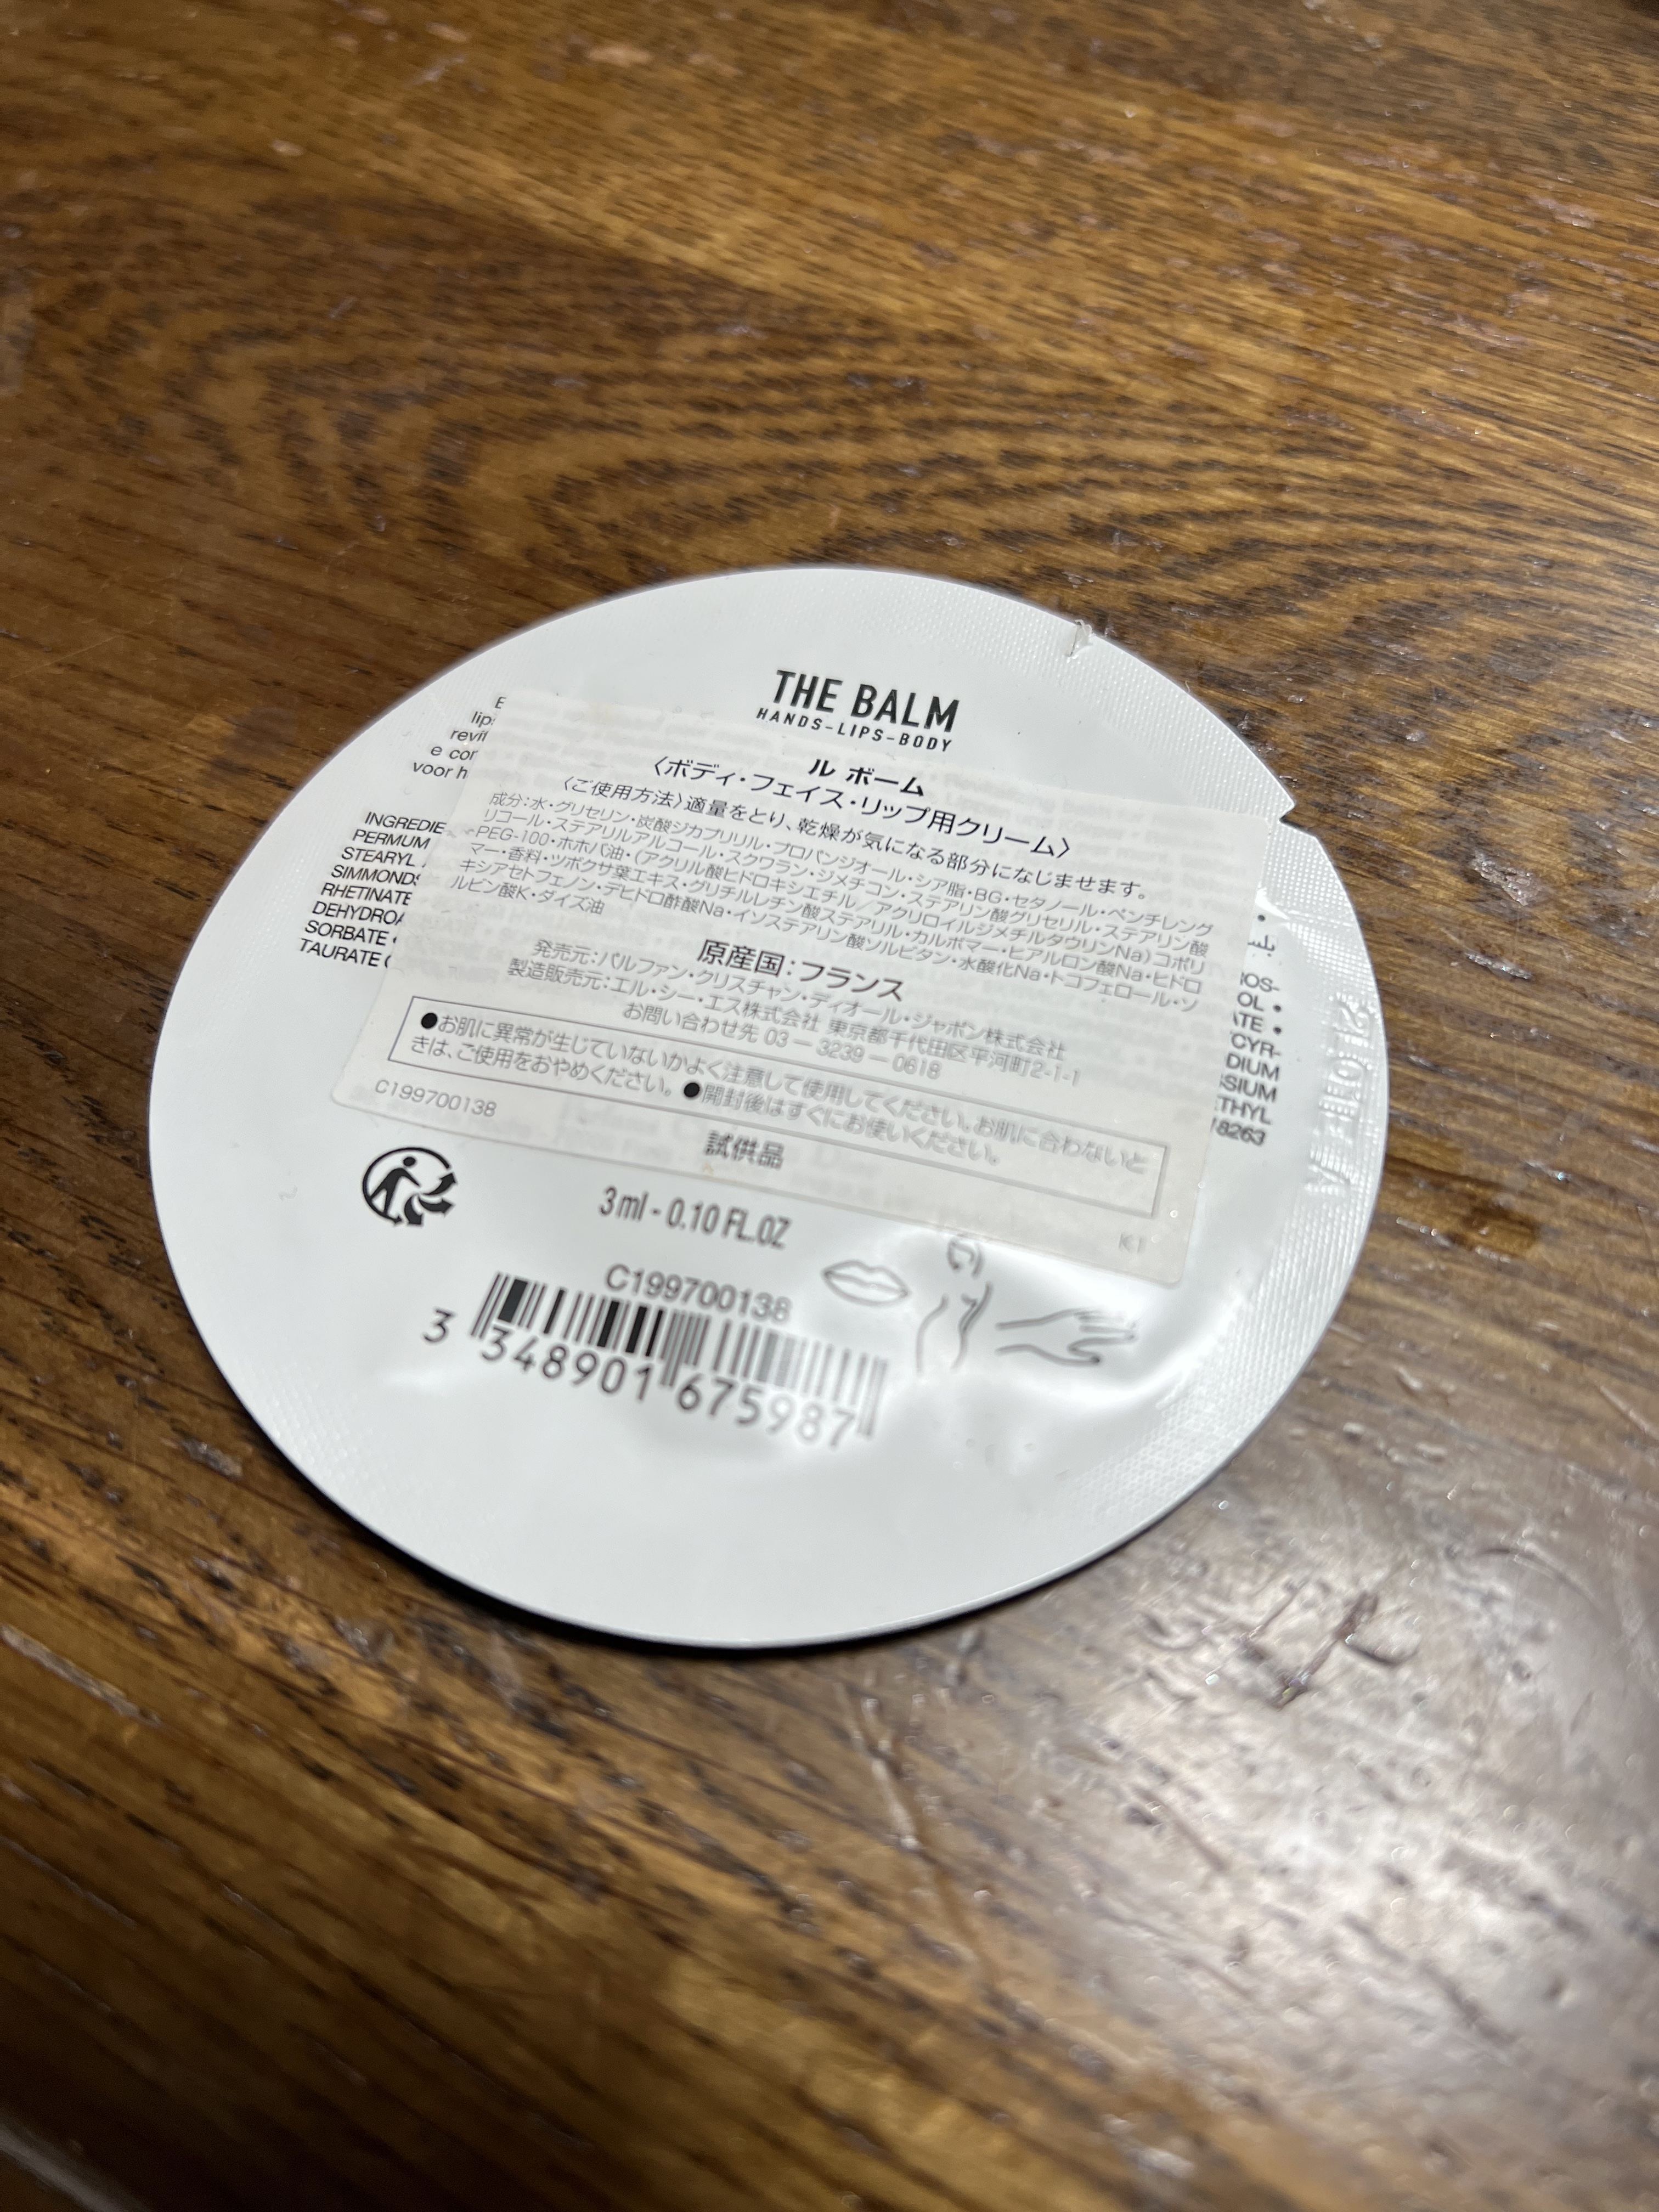 THE BALM
HANDS-LIPS-BODY
E
lip
revi
e cor
voor h
ル ボーム
〈ボディ・フェイス・リップ用クリーム〉
〈ご使用方法〉適量をとり、乾燥が気になる部分になじませます。
成分:水・グリセリン・炭酸ジカプリリル・プロパンジオール・シア脂・BG・セタノール・ペンチレング
リコール・ステアリルアルコール・スクワラン・ジメチコン・ステアリン酸グリセリル・ステアリン酸
PEG-100・ホホバ油・(アクリル酸ヒドロキシエチル/アクリロイルジメチルタウリンNa)コポリ
マー・香料・ツボクサ葉エキス・グリチルレチン酸ステアリル・カルボマー・ヒアルロン酸Na・ヒドロ
キシアセトフェノン・デヒドロ酢酸Na・イソステアリン酸ソルビタン・水酸化Na・トコフェロール・ソ
ルビン酸K・ダイズ油
原産国:フランス
発売元:パルファン・クリスチャン・ディオール・ジャポン株式会社
製造販売元:エル・シー・エス株式会社 東京都千代田区平河町2-1-1
お問い合わせ先 03-3239-0618
●お肌に異常が生じていないかよく注意して使用してください。お肌に合わないと
きは、ご使用をおやめください。●開封後はすぐにお使いください。
C199700138
試供品
K1
INGREDIE
PERMUM
STEARYL
SIMMONDS
RHETINATE
DEHYDROA
SORBATE
TAURATE
OS-
OL •
ATE •
CYR-
DIUM
SSIUM
ETHYL
18263
3 ml - 0.10 FL.OZ
C199700138
3 348901 675987